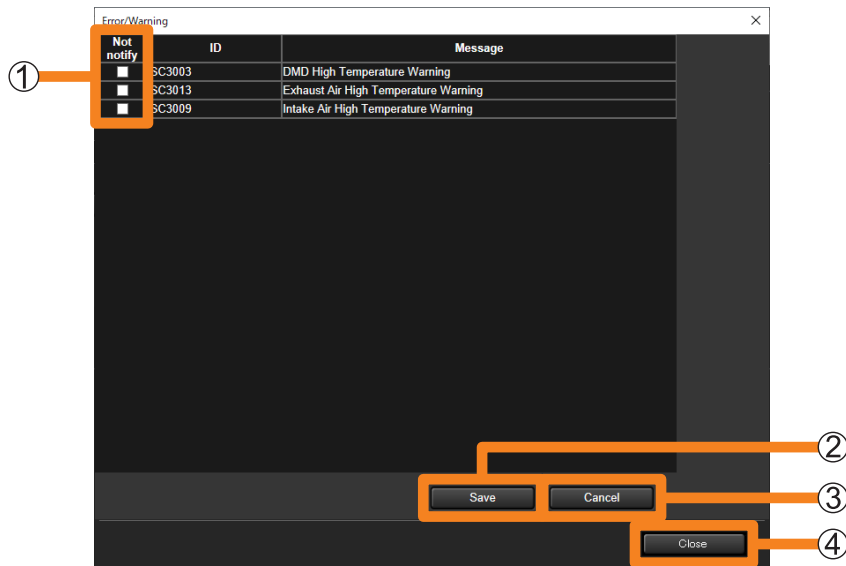 Error/Warning
Not notify ID Message
SC3003 DMD High Temperature Warning
SC3013 Exhaust Air High Temperature Warning
SC3009 Intake Air High Temperature Warning
①
②
Save Cancel
③
Close
④